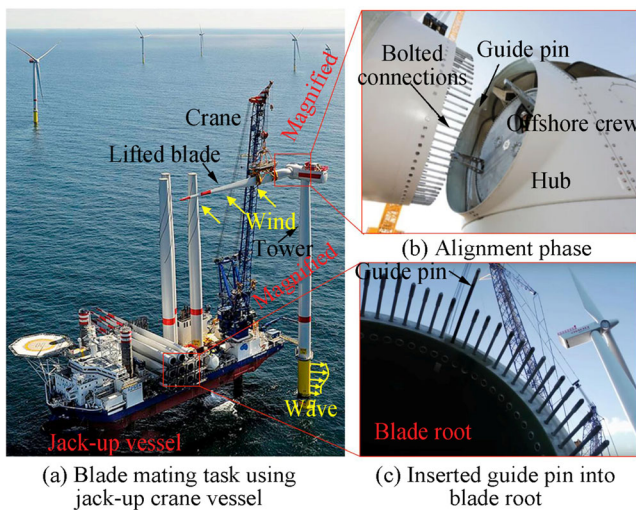 Crane
Magnified
Lifted blade
Wind
Tower
Magnified
Wave
Jack-up vessel
(a) Blade mating task using
jack-up crane vessel
Bolted
connections
Guide pin
Offshore crew
Hub
(b) Alignment phase
Guide pin
Blade root
(c) Inserted guide pin into
blade root